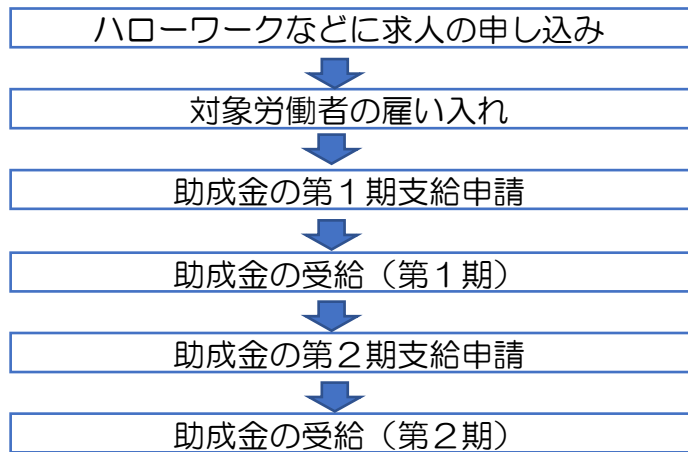 ハローワークなどに求人の申し込み
対象労働者の雇い入れ
助成金の第１期支給申請
助成金の受給（第１期）
助成金の第２期支給申請
助成金の受給（第２期）